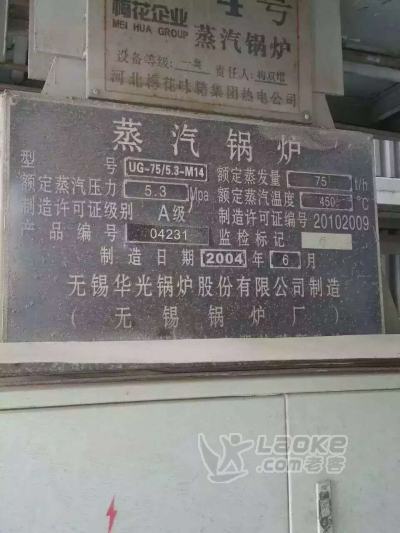 梅花企业 4号
MEI HUA GROUP 蒸汽锅炉
设备等级:一类 责任人:
河北梅花味精集团热电公司
蒸汽锅炉
型 号 UG-75/5.3-M14 额定蒸发量 75 t/h
额定蒸汽压力 5.3 Mpa 额定蒸汽温度 450 ℃
制造许可证级别 A级 制造许可证编号 20102009
产品编号 04231 监检标记
制造日期 2004 年 6 月
无锡华光锅炉股份有限公司制造
(无锡锅炉厂)
Laoke
.com老客